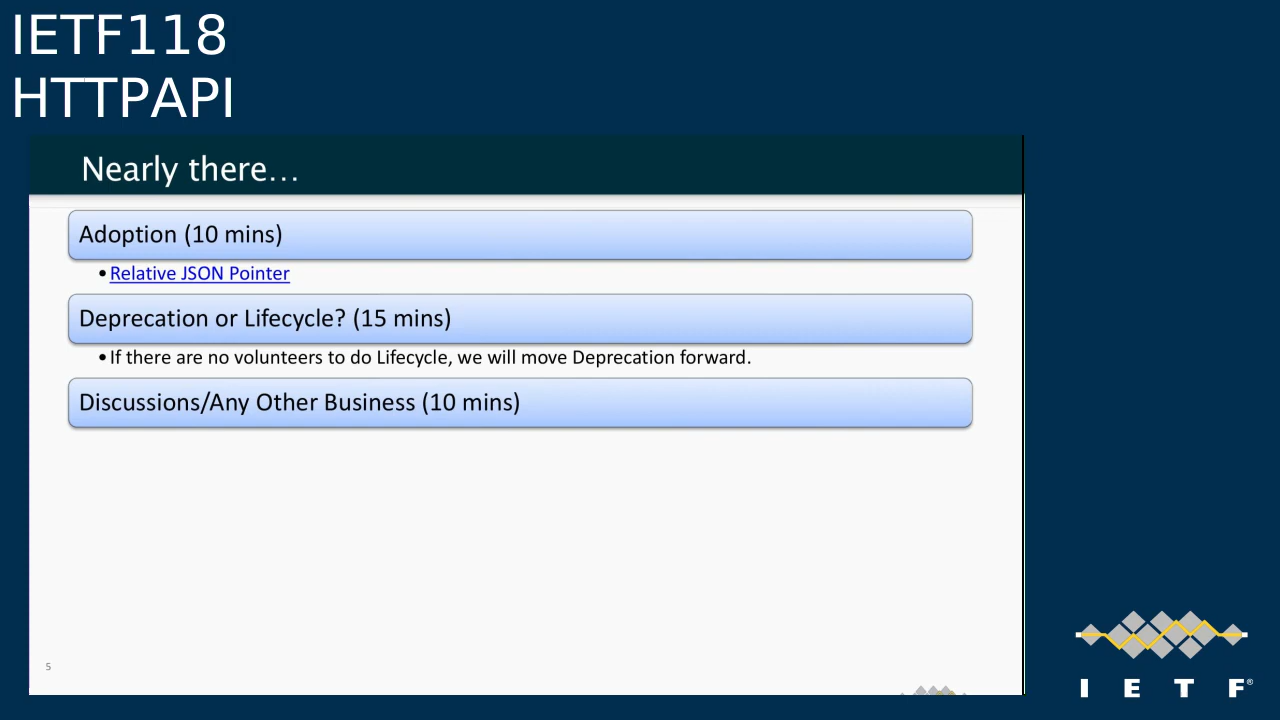 IETF118
HTTPAPI
Nearly there…
Adoption (10 mins)
•Relative JSON Pointer
Deprecation or Lifecycle? (15 mins)
•If there are no volunteers to do Lifecycle, we will move Deprecation forward.
Discussions/Any Other Business (10 mins)
5
I E T F®